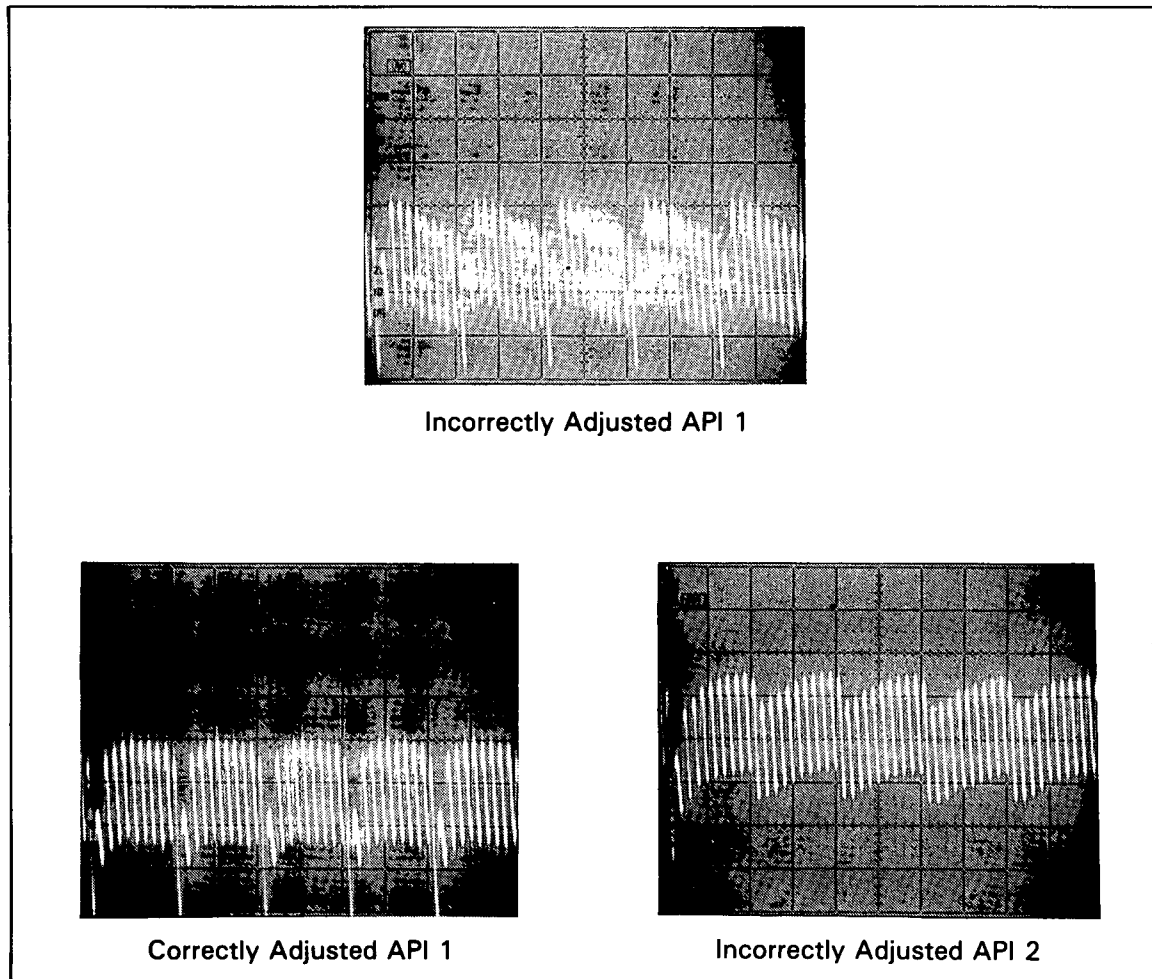 Incorrectly Adjusted API 1
Correctly Adjusted API 1
Incorrectly Adjusted API 2